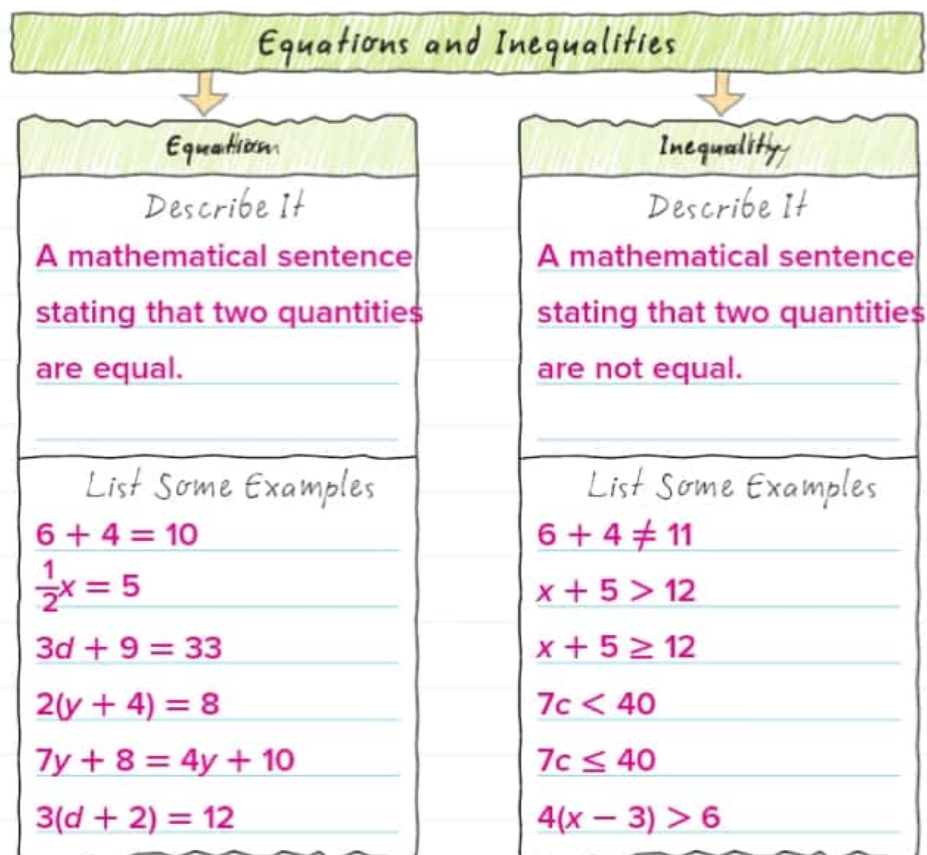 Equations and Inequalities
Equation
Describe It
A mathematical sentence
stating that two quantities
are equal.
List Some Examples
6 + 4 = 10
1/2x = 5
3d + 9 = 33
2(y + 4) = 8
7y + 8 = 4y + 10
3(d + 2) = 12
Inequality
Describe It
A mathematical sentence
stating that two quantities
are not equal.
List Some Examples
6 + 4 ≠ 11
x + 5 > 12
x + 5 ≥ 12
7c < 40
7c ≤ 40
4(x − 3) > 6